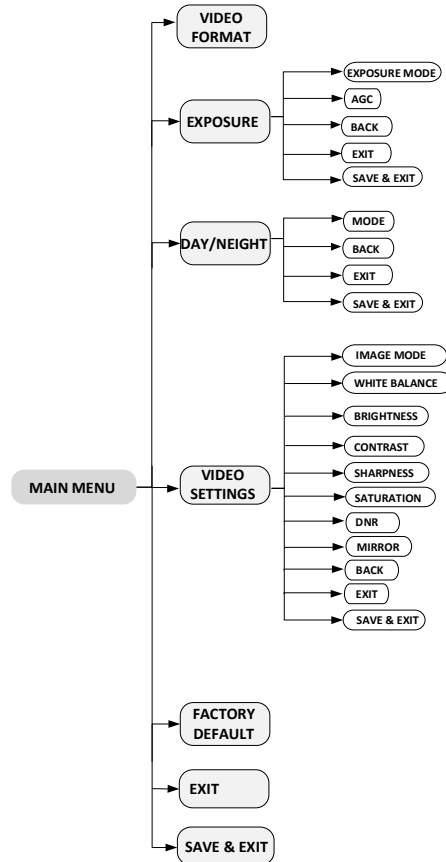 VIDEO
FORMAT
EXPOSURE
EXPOSURE MODE
AGC
BACK
EXIT
SAVE & EXIT
DAY/NEIGHT
MODE
BACK
EXIT
SAVE & EXIT
MAIN MENU
VIDEO
SETTINGS
IMAGE MODE
WHITE BALANCE
BRIGHTNESS
CONTRAST
SHARPNESS
SATURATION
DNR
MIRROR
BACK
EXIT
SAVE & EXIT
FACTORY
DEFAULT
EXIT
SAVE & EXIT